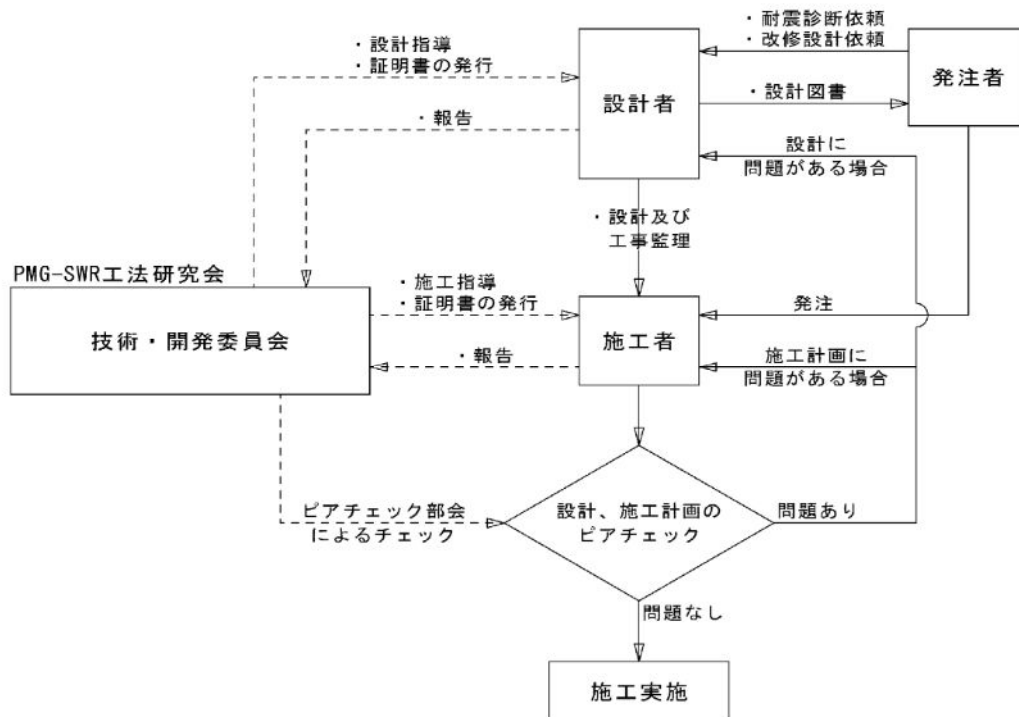 ・耐震診断依頼
・改修設計依頼
発注者
・設計指導
・証明書の発行
設計者
・設計図書
・報告
設計に
問題がある場合
・設計及び
工事監理
PMG-SWR工法研究会
技術・開発委員会
・施工指導
・証明書の発行
施工者
発注
・報告
施工計画に
問題がある場合
ピアチェック部会
によるチェック
設計、施工計画の
ピアチェック
問題あり
問題なし
施工実施